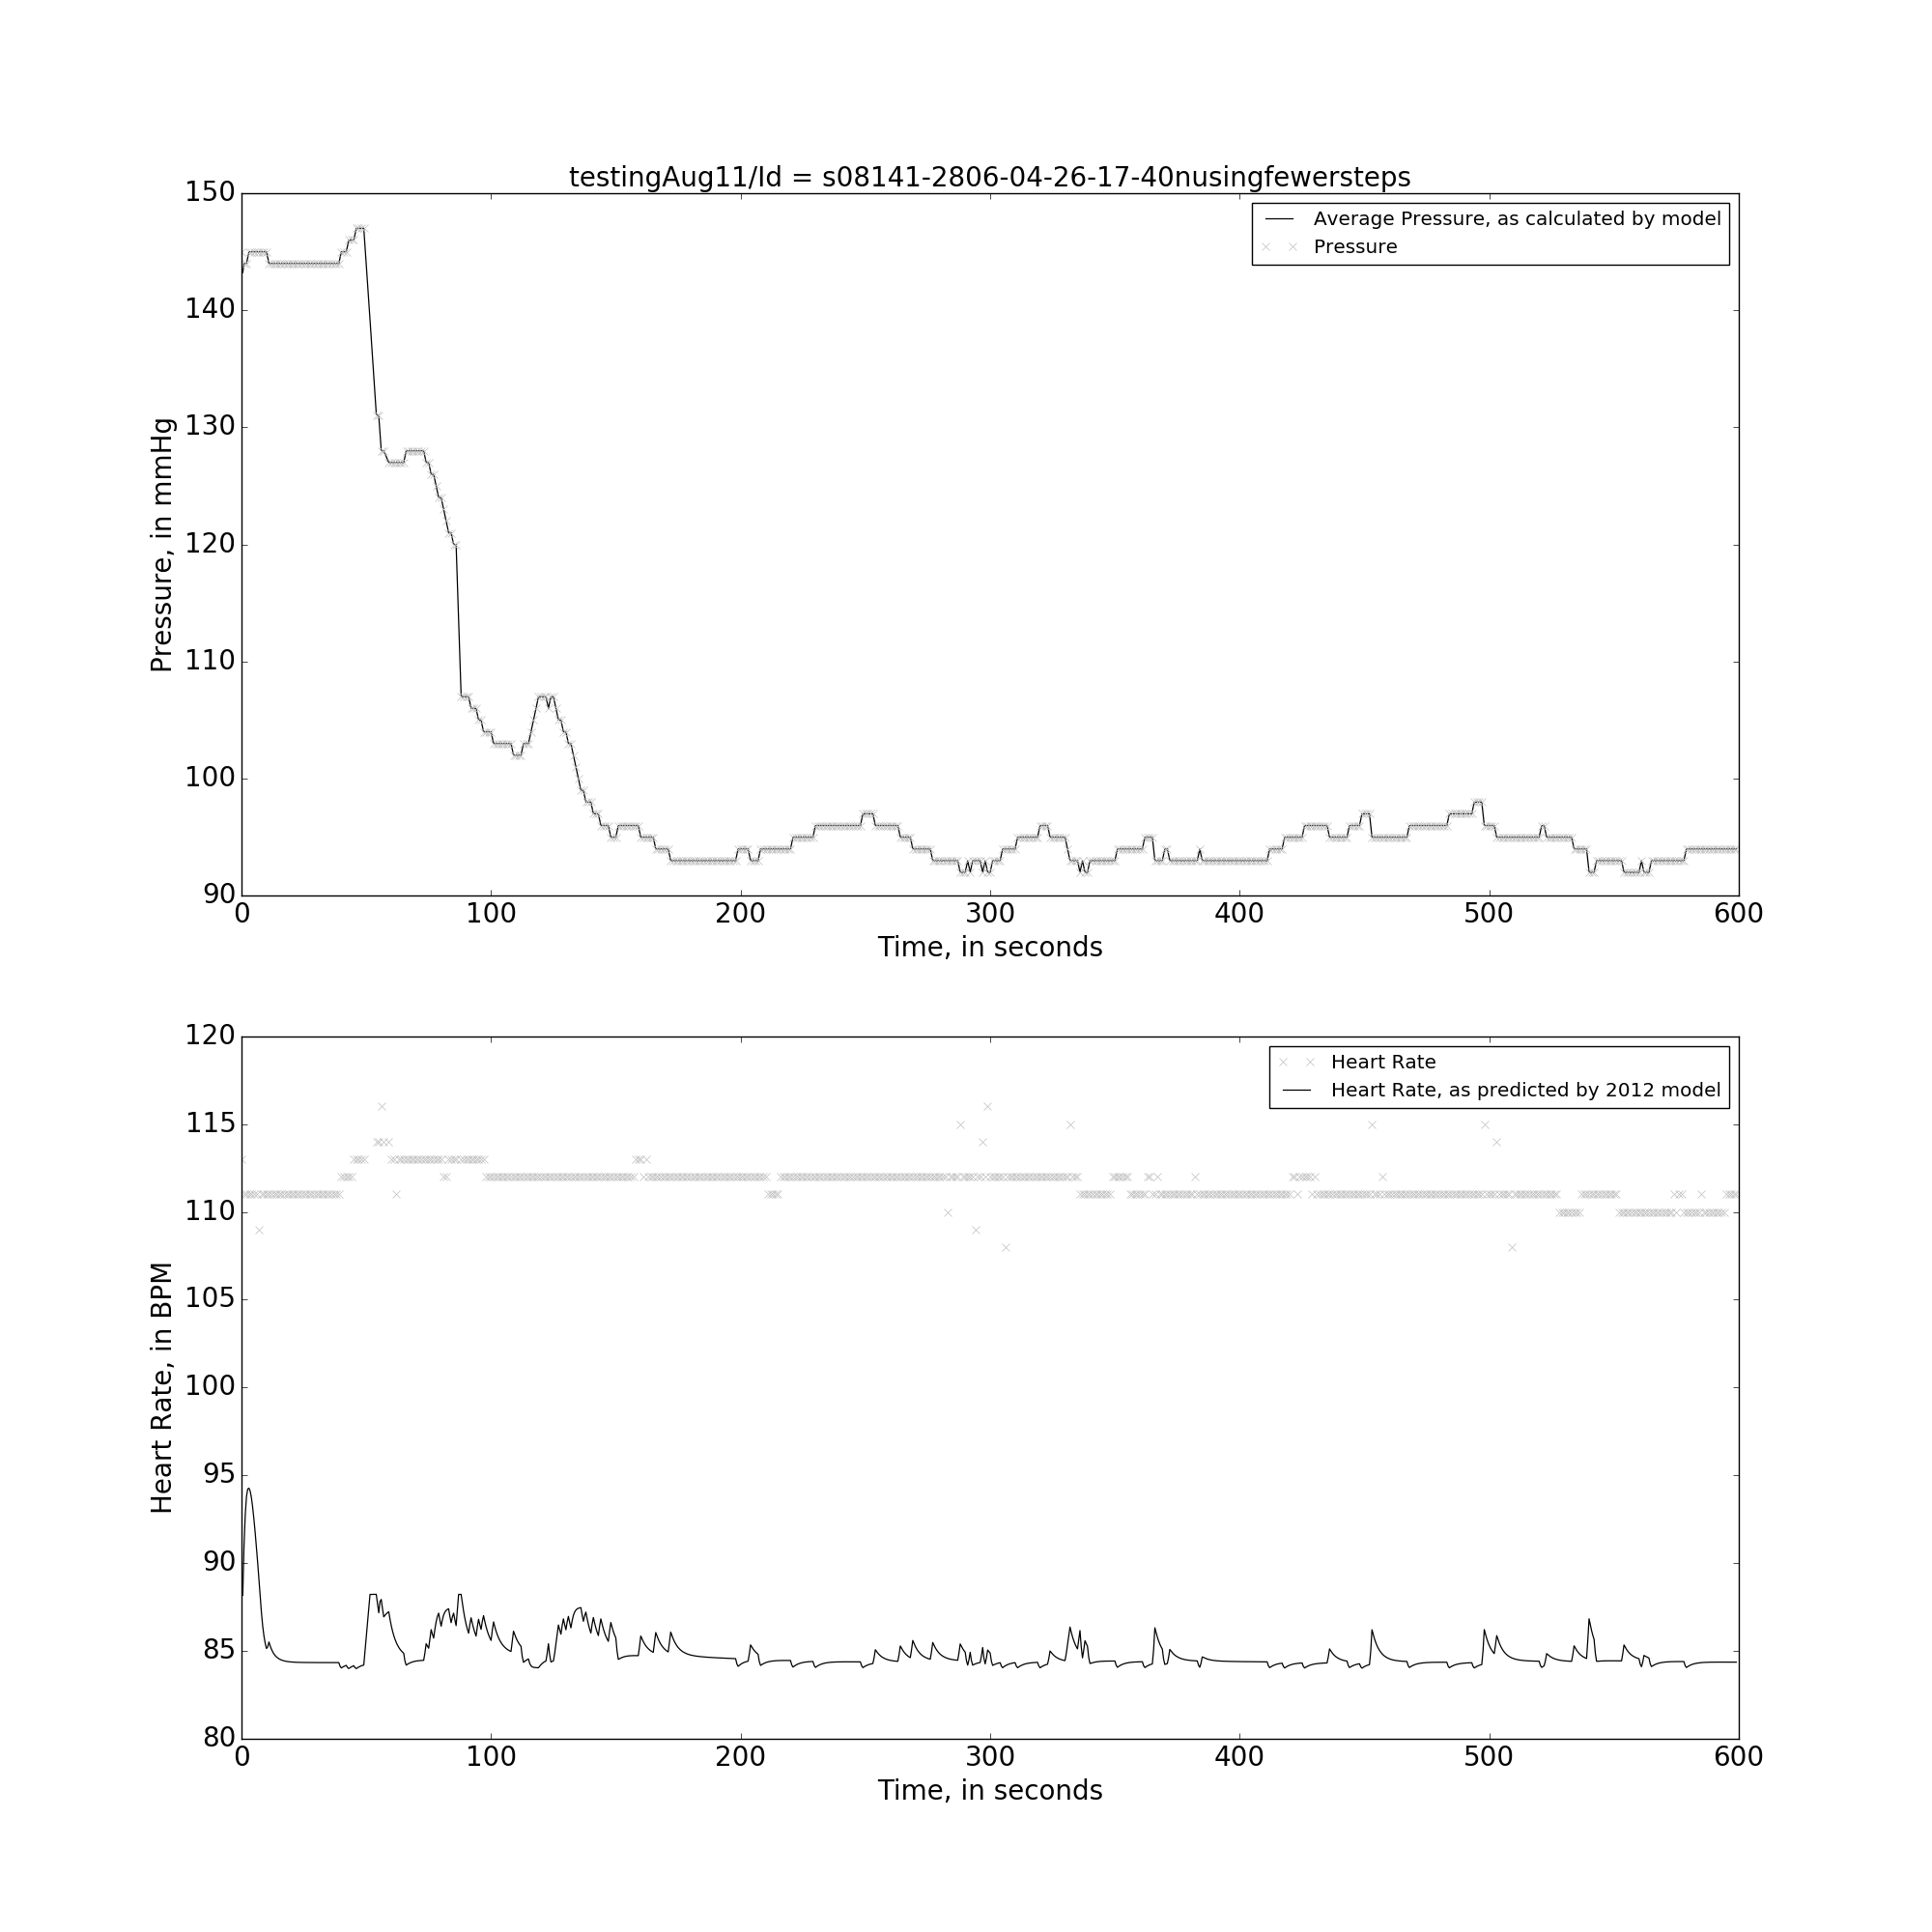 testingAug11/Id = s08141-2806-04-26-17-40nusingfewersteps
150
140
130
120
110
100
90
Pressure, in mmHg
Average Pressure, as calculated by model
Pressure
0 100 200 300 400 500 600
Time, in seconds
120
115
110
105
100
95
90
85
80
Heart Rate, in BPM
Heart Rate
Heart Rate, as predicted by 2012 model
0 100 200 300 400 500 600
Time, in seconds